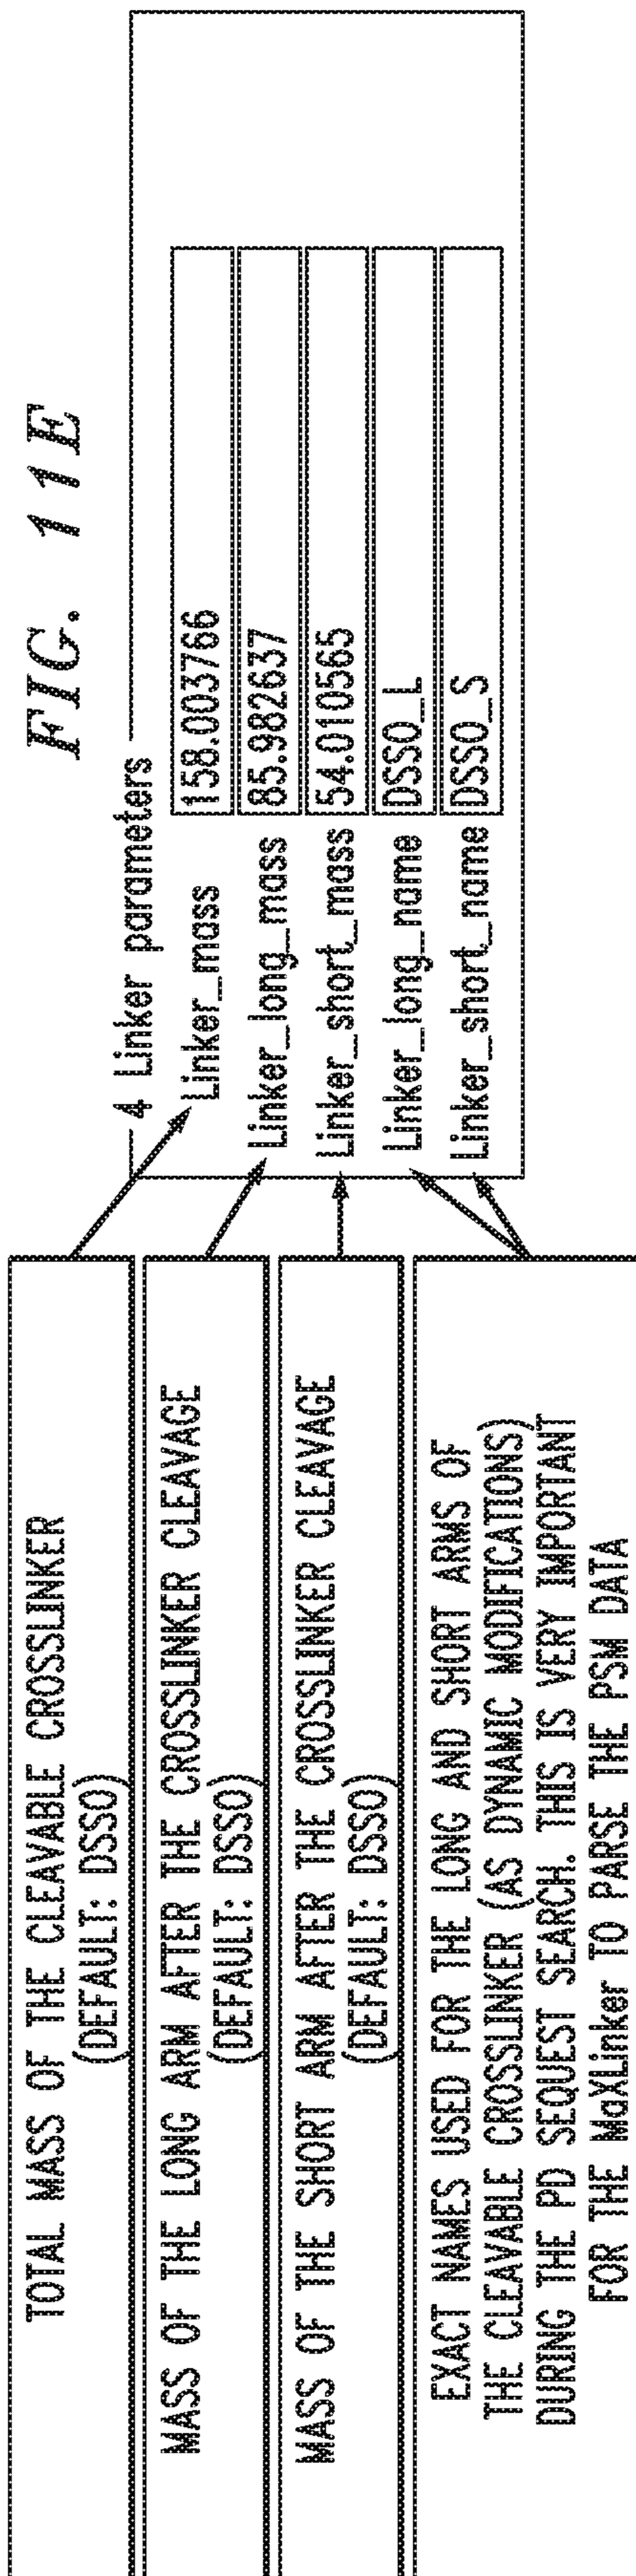 FIG. 11E
TOTAL MASS OF THE CLEAVABLE CROSSLINKER
(DEFAULT: DSSO)
MASS OF THE LONG ARM AFTER THE CROSSLINKER CLEAVAGE
(DEFAULT: DSSO)
MASS OF THE SHORT ARM AFTER THE CROSSLINKER CLEAVAGE
(DEFAULT: DSSO)
EXACT NAMES USED FOR THE LONG AND SHORT ARMS OF
THE CLEAVABLE CROSSLINKER (AS DYNAMIC MODIFICATIONS)
DURING THE PD SEQUEST SEARCH. THIS IS VERY IMPORTANT
FOR THE MaXLinker TO PARSE THE PSM DATA
4 Linker parameters
Linker_mass 158.003766
Linker_long_mass 85.982637
Linker_short_mass 54.010565
Linker_long_name DSSO_L
Linker_short_name DSSO_S